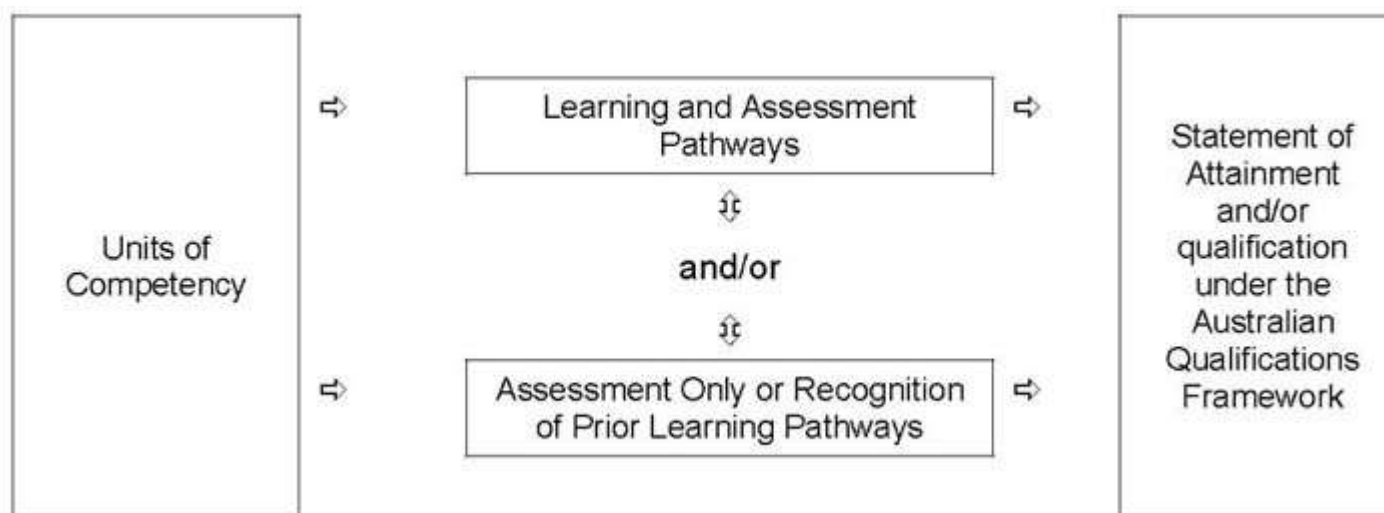 Units of
Competency
Learning and Assessment
Pathways
and/or
Assessment Only or Recognition
of Prior Learning Pathways
Statement of
Attainment
and/or
qualification
under the
Australian
Qualifications
Framework